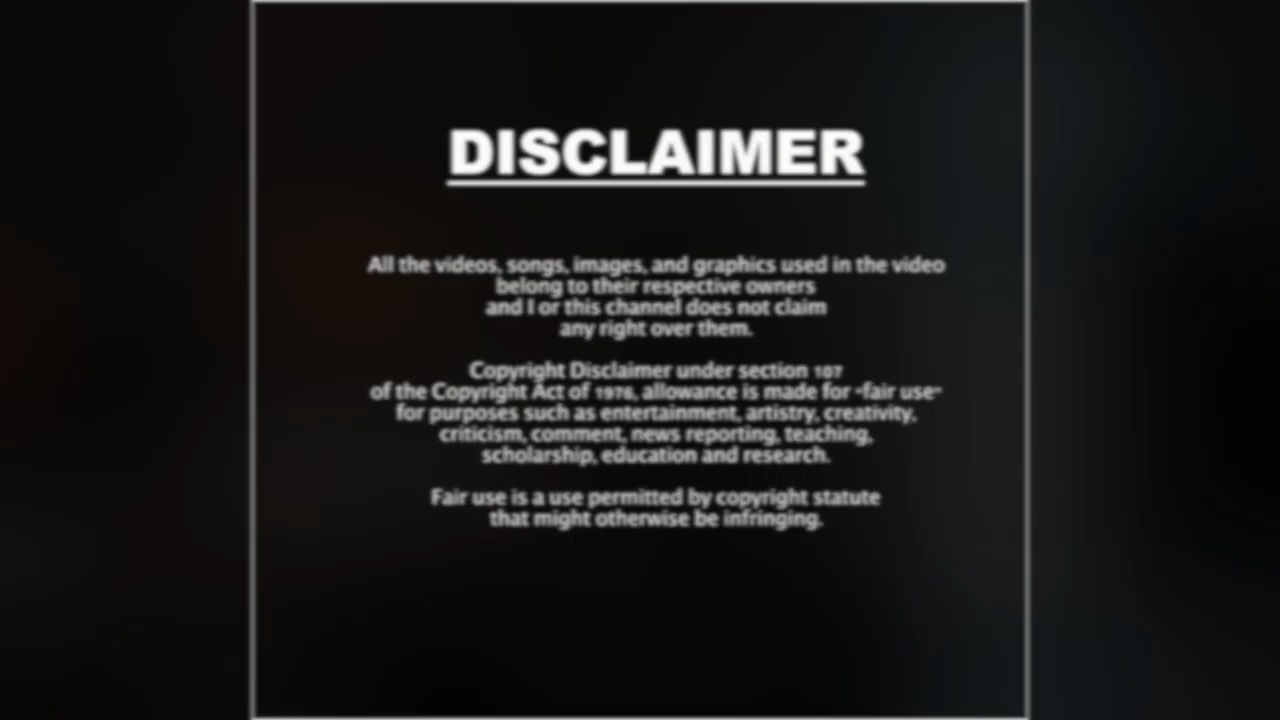 DISCLAIMER
All the videos, songs, images, and graphics used in the video
belong to their respective owners
and I or this channel does not claim
any right over them.
Copyright Disclaimer under section 107
of the Copyright Act of 1976, allowance is made for "fair use"
for purposes such as entertainment, artistry, creativity,
criticism, comment, news reporting, teaching,
scholarship, education and research.
Fair use is a use permitted by copyright statute
that might otherwise be infringing.